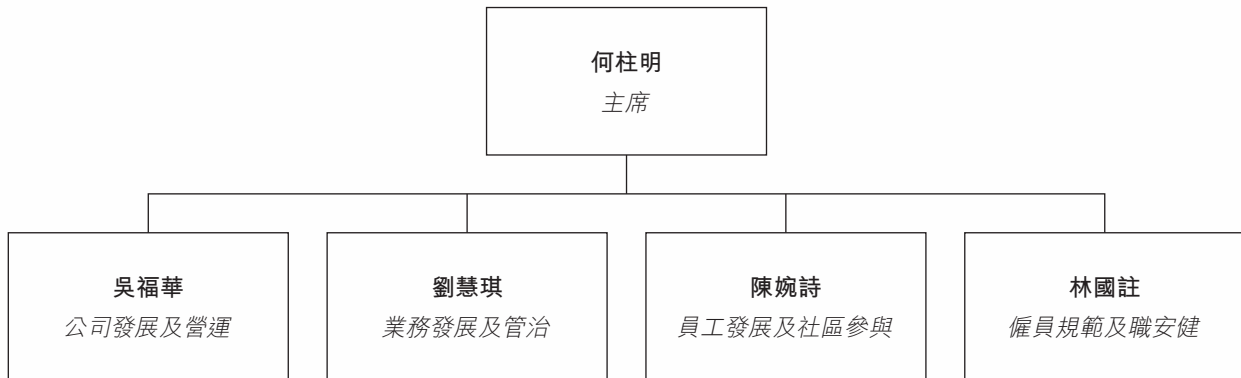 何柱明
主席
吳福華
公司發展及營運
劉慧琪
業務發展及管治
陳婉詩
員工發展及社區參與
林國註
僱員規範及職安健